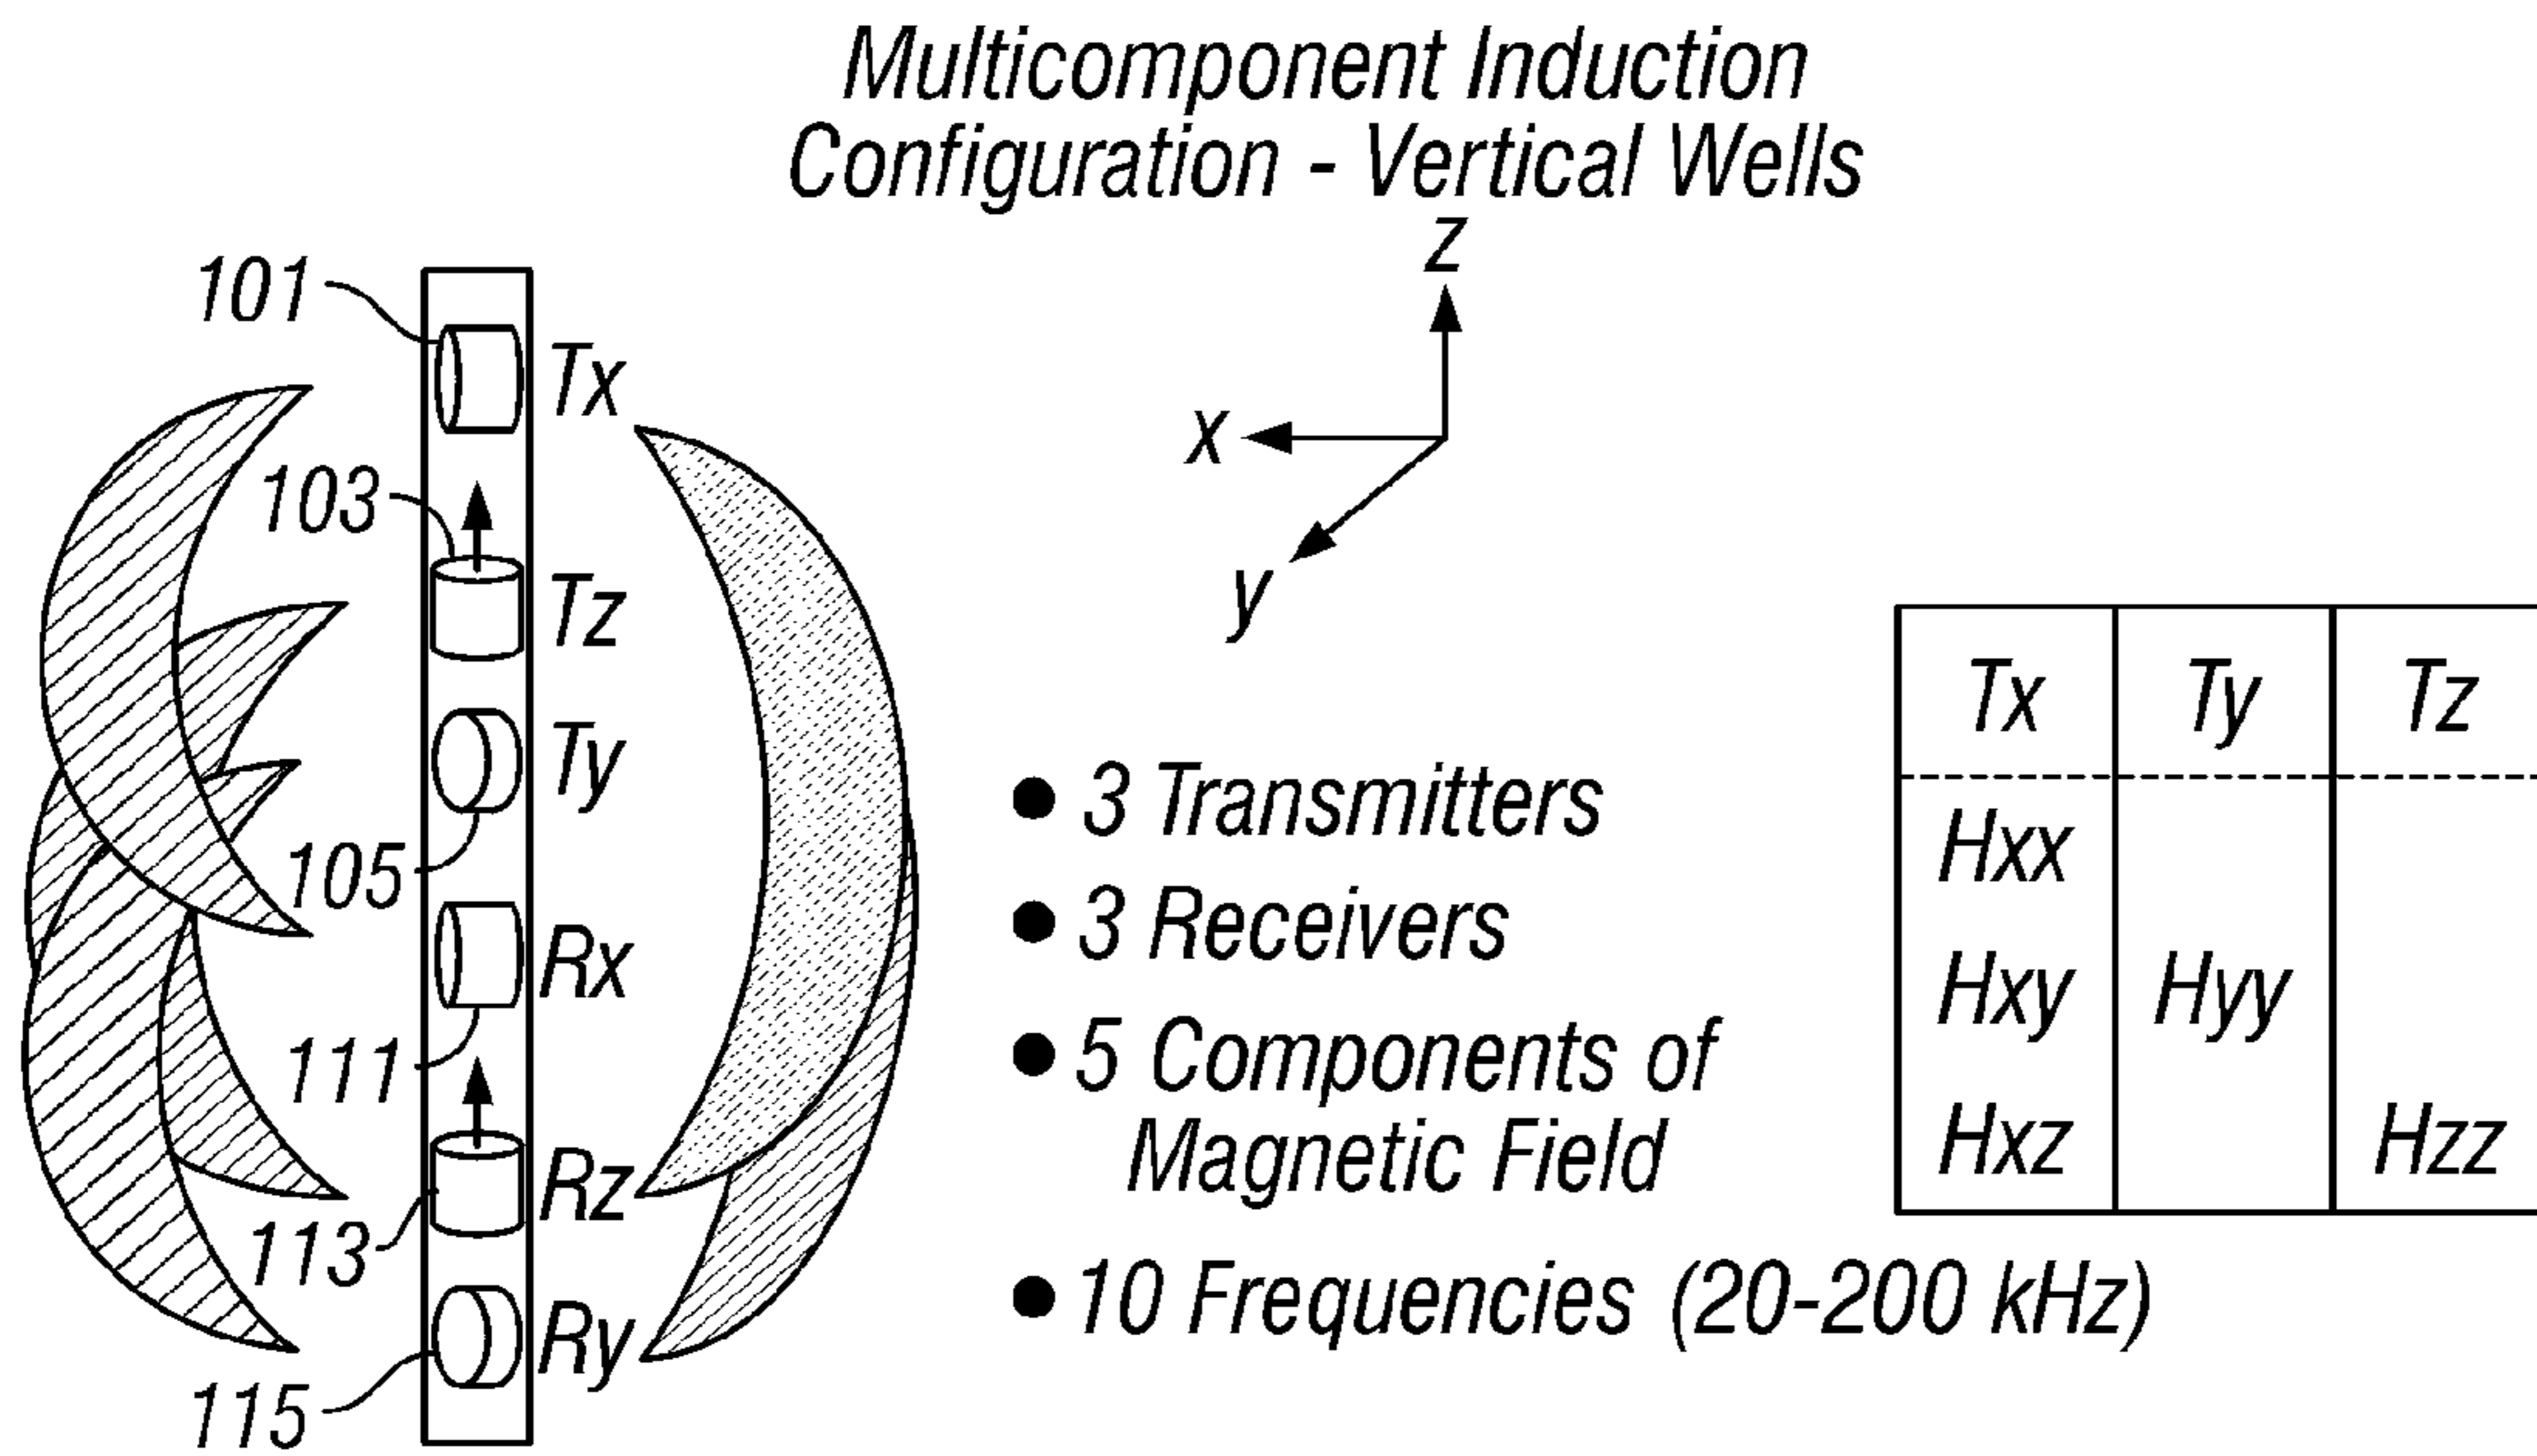 Multicomponent Induction
Configuration - Vertical Wells
z
x
y
101
Tx
103
Tz
Ty
105
Rx
111
Rz
113
Ry
115
● 3 Transmitters
● 3 Receivers
● 5 Components of
Magnetic Field
● 10 Frequencies (20-200 kHz)
Tx Ty Tz
Hxx
Hxy Hyy
Hxz Hzz